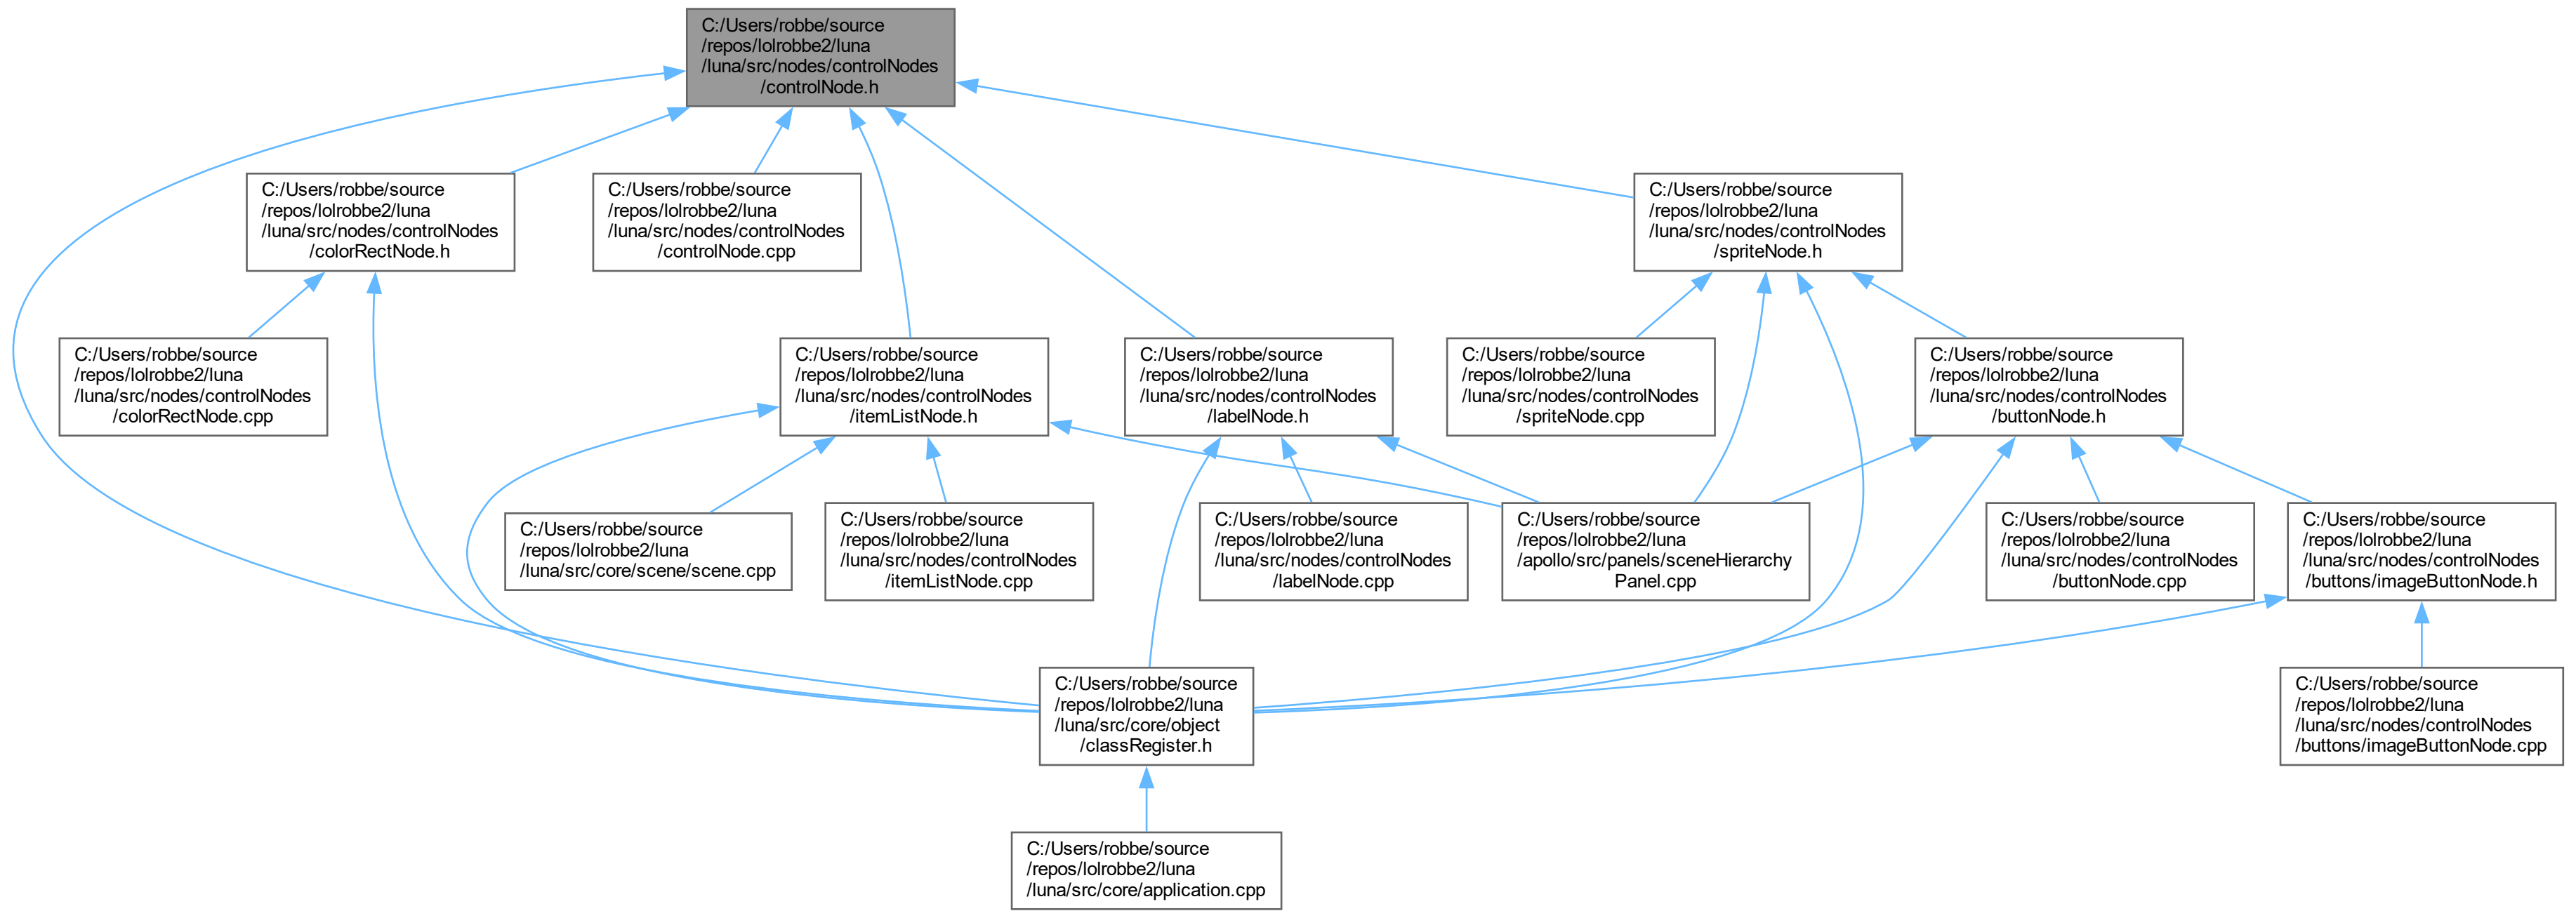 C:/Users/robbe/source
/repos/lolrobbe2/luna
/luna/src/nodes/controlNodes
/controlNode.h
C:/Users/robbe/source
/repos/lolrobbe2/luna
/luna/src/nodes/controlNodes
/colorRectNode.h
C:/Users/robbe/source
/repos/lolrobbe2/luna
/luna/src/nodes/controlNodes
/controlNode.cpp
C:/Users/robbe/source
/repos/lolrobbe2/luna
/luna/src/nodes/controlNodes
/spriteNode.h
C:/Users/robbe/source
/repos/lolrobbe2/luna
/luna/src/nodes/controlNodes
/colorRectNode.cpp
C:/Users/robbe/source
/repos/lolrobbe2/luna
/luna/src/nodes/controlNodes
/itemListNode.h
C:/Users/robbe/source
/repos/lolrobbe2/luna
/luna/src/nodes/controlNodes
/labelNode.h
C:/Users/robbe/source
/repos/lolrobbe2/luna
/luna/src/nodes/controlNodes
/spriteNode.cpp
C:/Users/robbe/source
/repos/lolrobbe2/luna
/luna/src/nodes/controlNodes
/buttonNode.h
C:/Users/robbe/source
/repos/lolrobbe2/luna
/luna/src/core/scene/scene.cpp
C:/Users/robbe/source
/repos/lolrobbe2/luna
/luna/src/nodes/controlNodes
/itemListNode.cpp
C:/Users/robbe/source
/repos/lolrobbe2/luna
/luna/src/nodes/controlNodes
/labelNode.cpp
C:/Users/robbe/source
/repos/lolrobbe2/luna
/apollo/src/panels/sceneHierarchy
Panel.cpp
C:/Users/robbe/source
/repos/lolrobbe2/luna
/luna/src/nodes/controlNodes
/buttonNode.cpp
C:/Users/robbe/source
/repos/lolrobbe2/luna
/luna/src/nodes/controlNodes
/buttons/imageButtonNode.h
C:/Users/robbe/source
/repos/lolrobbe2/luna
/luna/src/core/object
/classRegister.h
C:/Users/robbe/source
/repos/lolrobbe2/luna
/luna/src/nodes/controlNodes
/buttons/imageButtonNode.cpp
C:/Users/robbe/source
/repos/lolrobbe2/luna
/luna/src/core/application.cpp